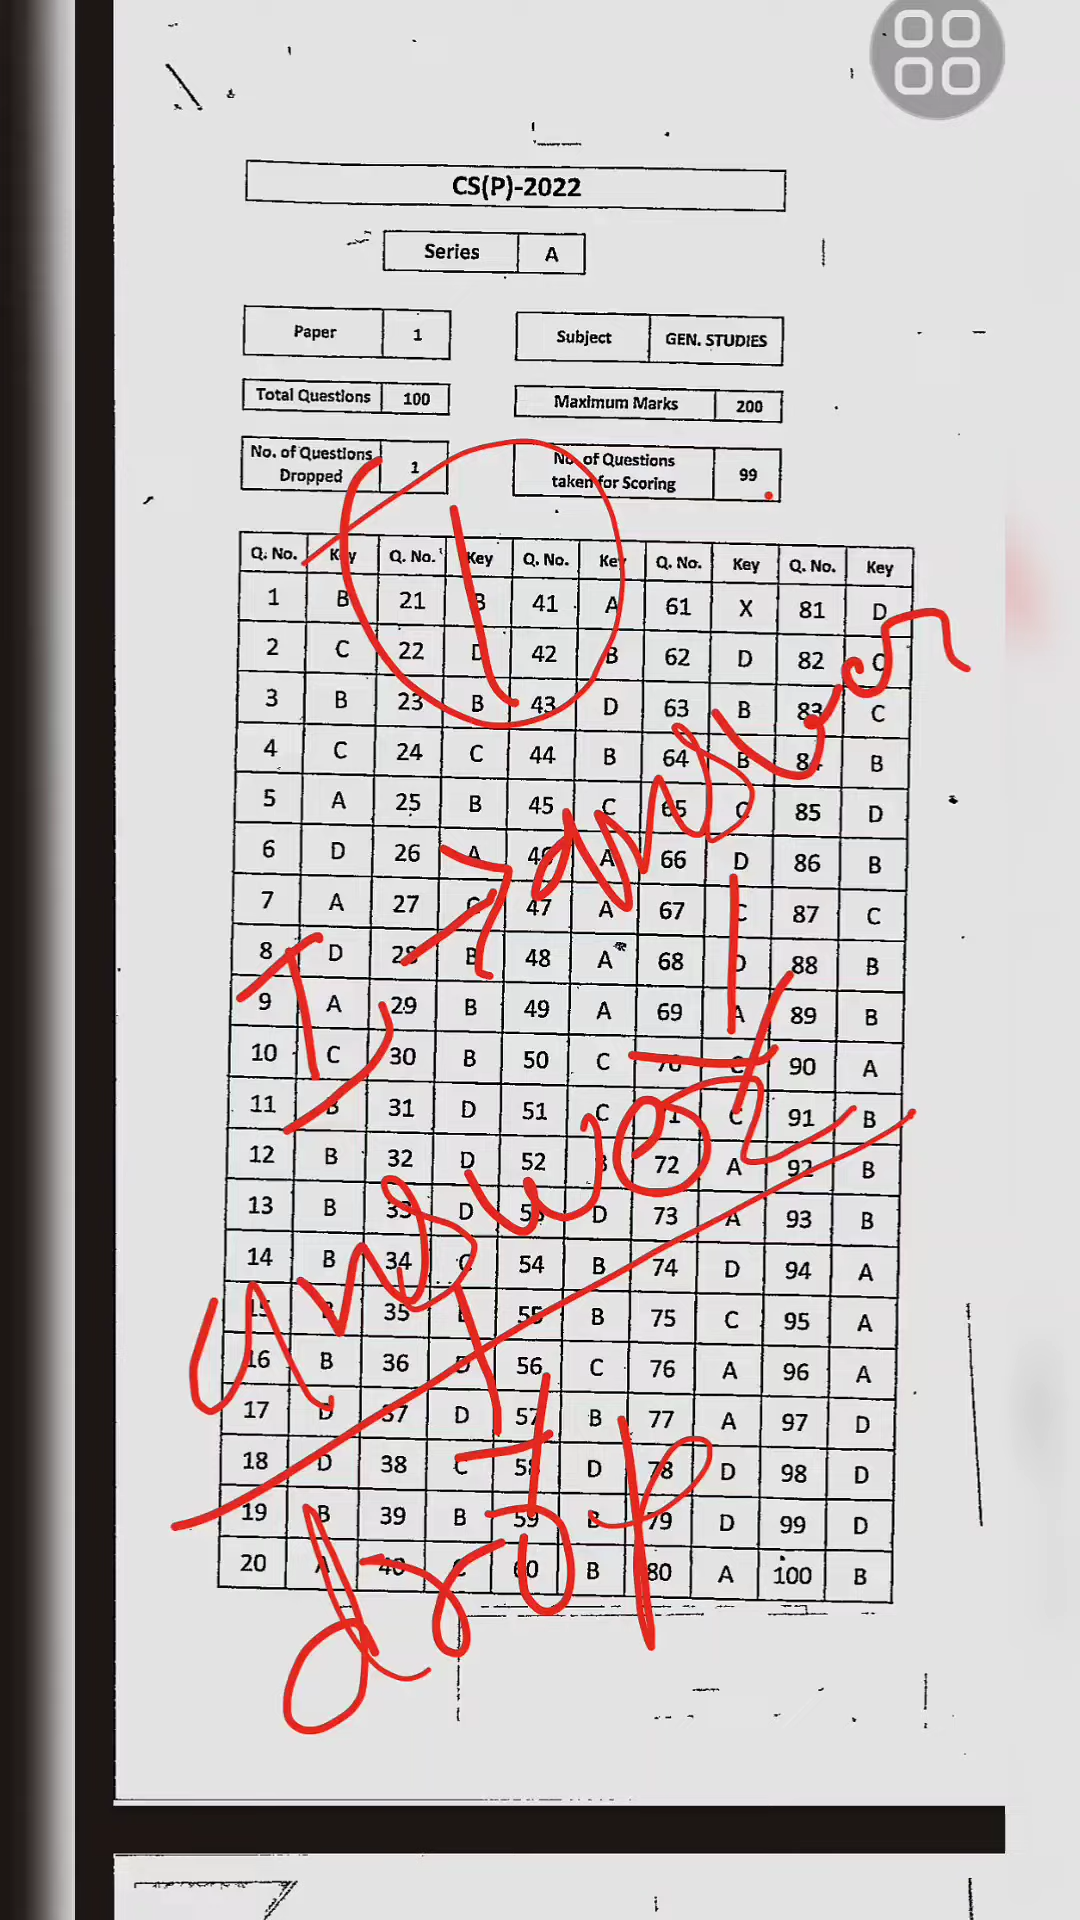 CS(P)-2022
Series A
Paper 1 Subject GEN. STUDIES
Total Questions 100 Maximum Marks 200
No. of Questions Dropped 1 No. of Questions taken for Scoring 99
Q. No. Key Q. No. Key Q. No. Key Q. No. Key Q. No. Key
1 B 21 B 41 A 61 X 81 D
2 C 22 D 42 B 62 D 82 C
3 B 23 B 43 D 63 B 83 C
4 C 24 C 44 B 64 B 84 B
5 A 25 B 45 C 65 C 85 D
6 D 26 A 46 A 66 D 86 B
7 A 27 C 47 A 67 C 87 C
8 D 28 B 48 A 68 D 88 B
9 A 29 B 49 A 69 A 89 B
10 C 30 B 50 C 70 C 90 A
11 B 31 D 51 C 71 C 91 B
12 B 32 D 52 B 72 A 92 B
13 B 33 D 53 D 73 A 93 B
14 B 34 C 54 B 74 D 94 A
15 B 35 55 B 75 C 95 A
16 B 36 D 56 C 76 A 96 A
17 D 37 D 57 B 77 A 97 D
18 D 38 C 58 D 78 D 98 D
19 B 39 B 59 B 79 D 99 D
20 A 40 C 60 B 80 A 100 B
drop